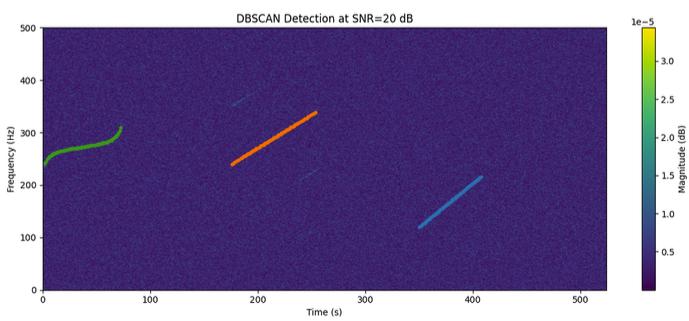 DBSCAN Detection at SNR=20 dB
1e−5
500
400
300
200
100
0
Frequency (Hz)
0 100 200 300 400 500
Time (s)
3.0
2.5
2.0
1.5
1.0
0.5
Magnitude (dB)